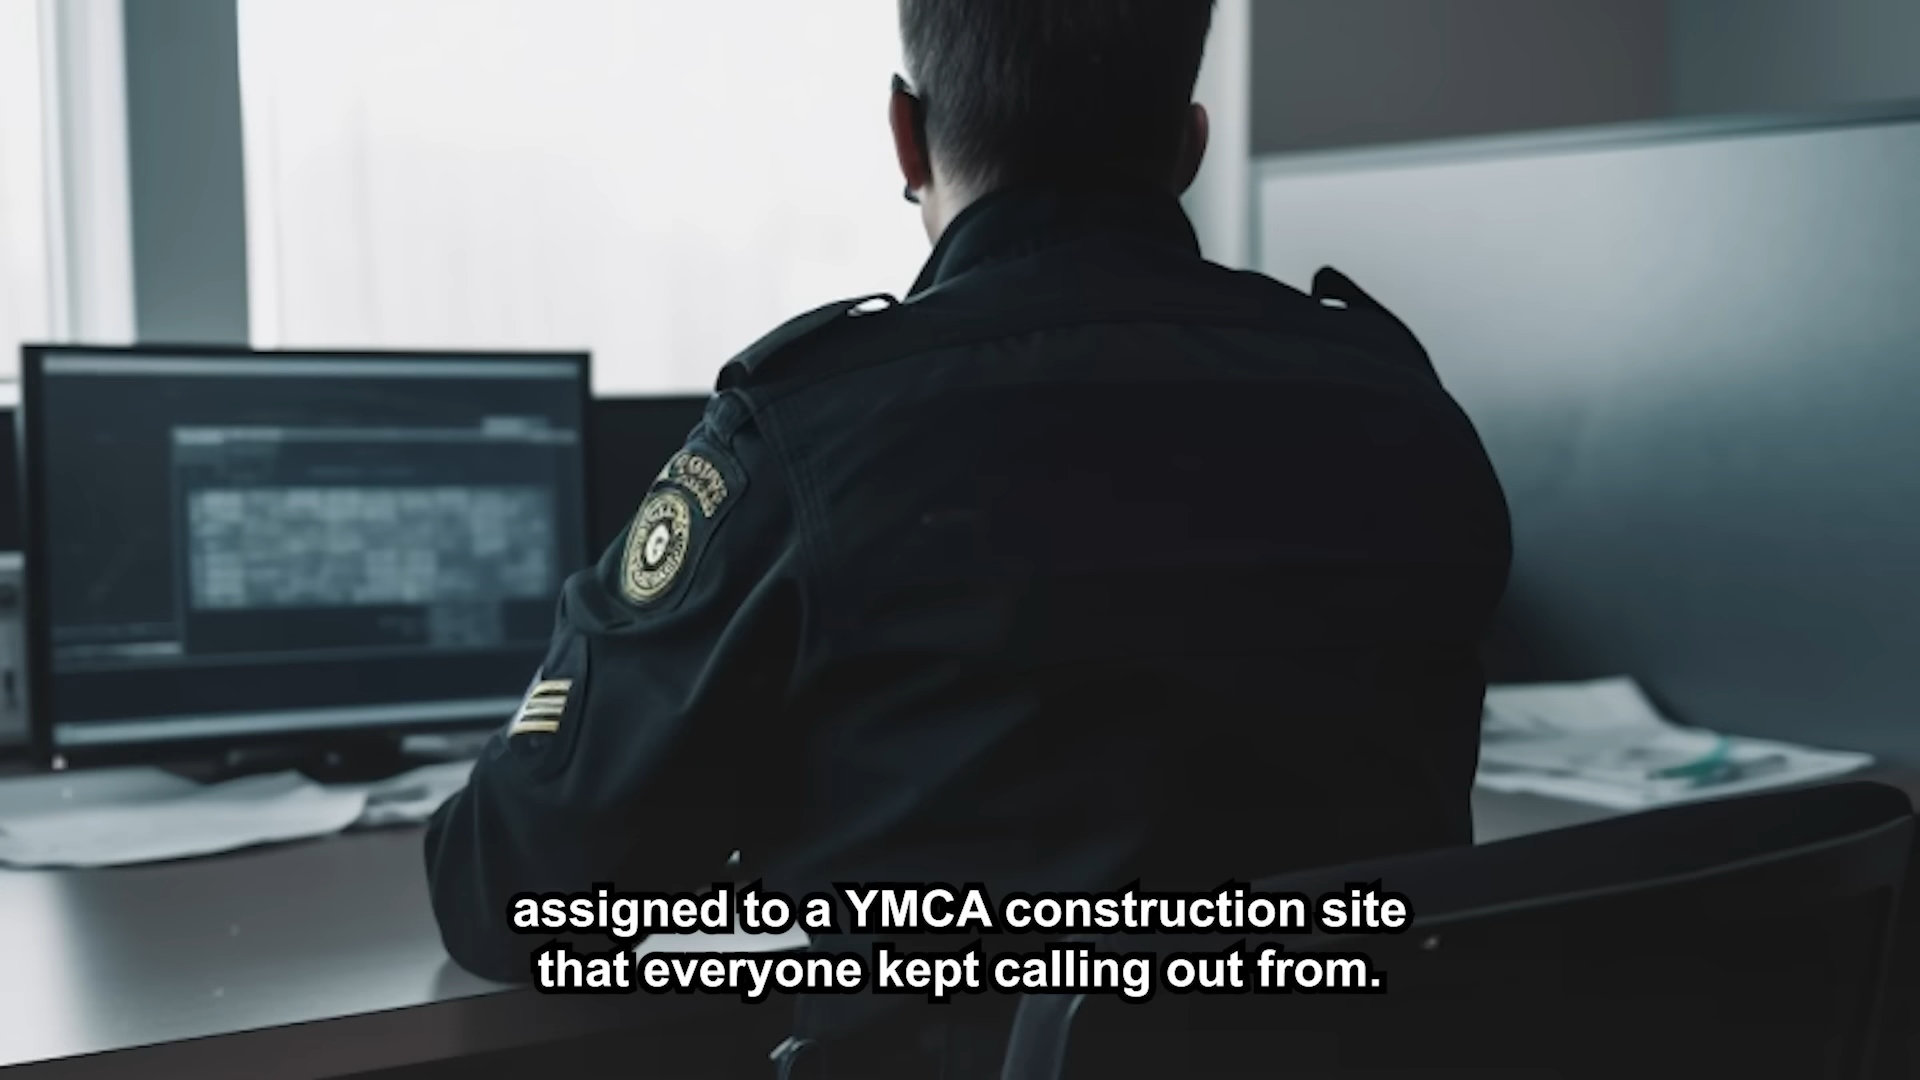 assigned to a YMCA construction site
that everyone kept calling out from.